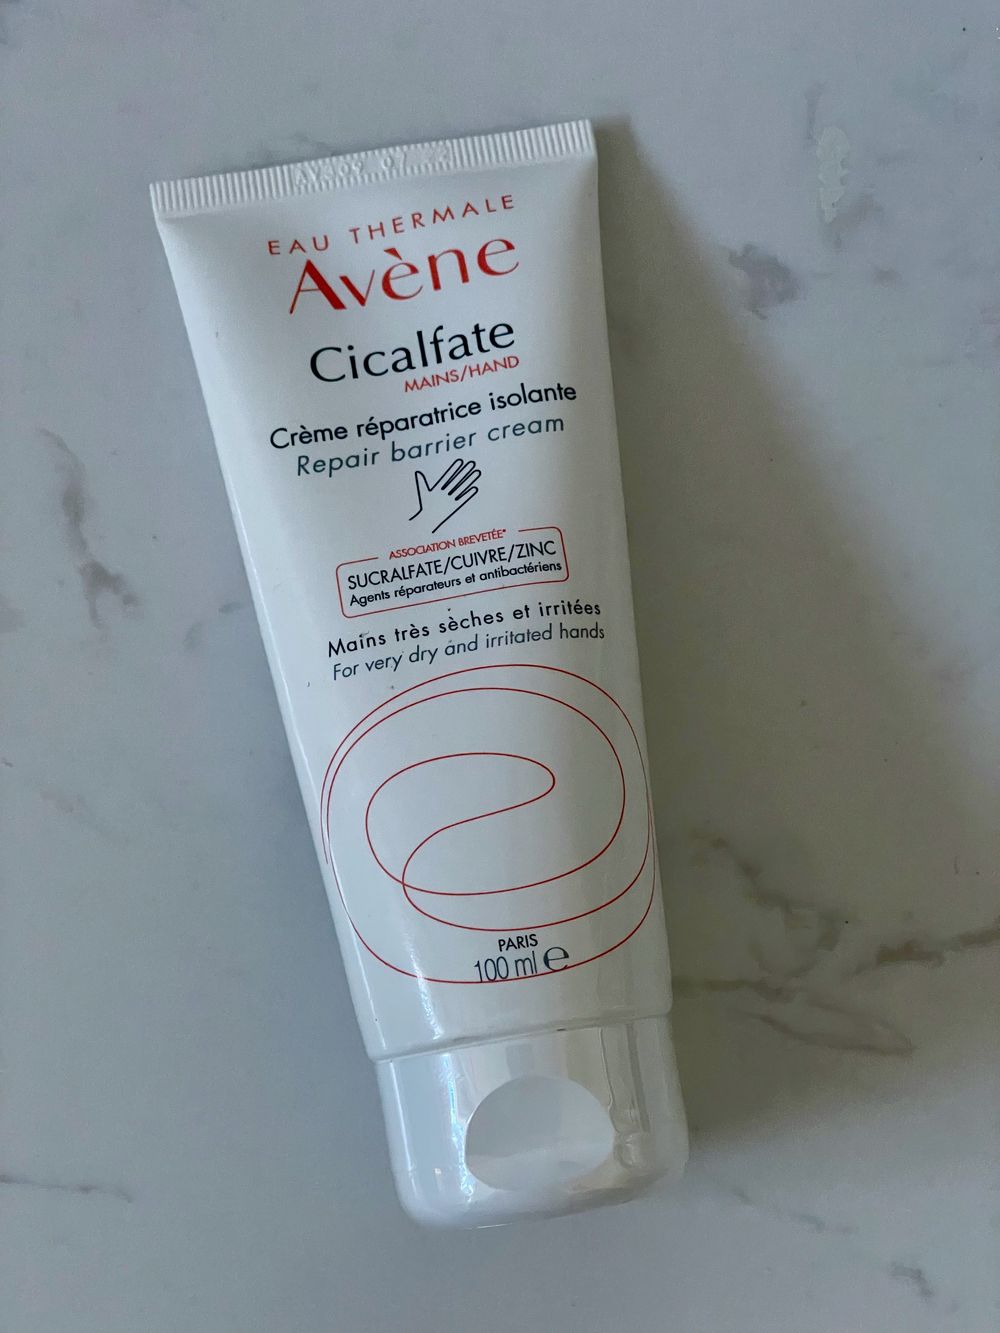 EAU THERMALE
Avène
Cicalfate
MAINS/HAND
Crème réparatrice isolante
Repair barrier cream
ASSOCIATION BREVETÉE*
SUCRALFATE/CUIVRE/ZINC
Agents réparateurs et antibactériens
Mains très sèches et irritées
For very dry and irritated hands
PARIS
100 ml e